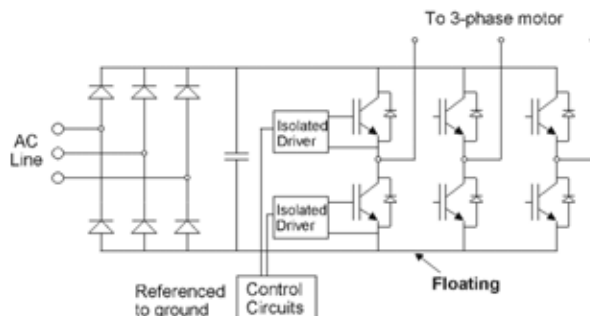 To 3-phase motor
AC
Line
Isolated
Driver
Isolated
Driver
Floating
Referenced
to ground
Control
Circuits